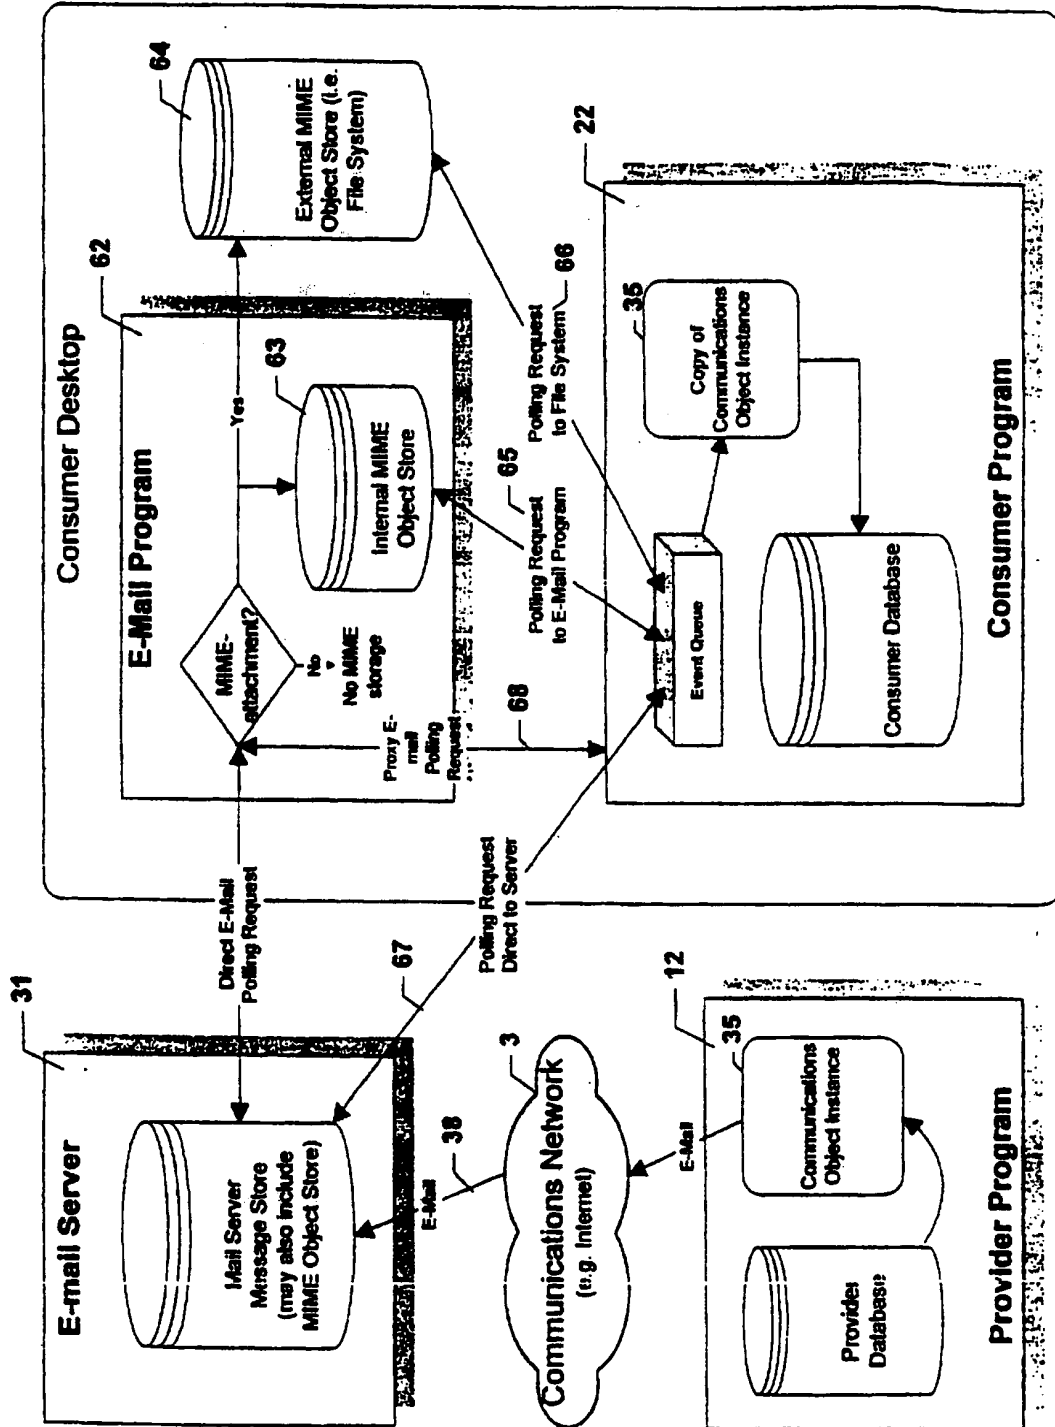 E-mail Server
31
Mail Server
Message Store
(may also include
MIME Object Store)
Direct E-Mail
Polling Request
67
Polling Request
Direct to Server
38
E-Mail
3
Communications Network
(e.g. Internet)
E-Mail
12
35
Communications
Object Instance
Provider
Database
Provider Program
Consumer Desktop
E-Mail Program
62
MIME-
attachment?
Yes
No
No MIME
storage
63
Internal MIME
Object Store
64
External MIME
Object Store (i.e.
File System)
Proxy E-
mail
Polling
Request
68
65
Polling Request
to E-Mail Program
66
Polling Request
to File System
22
Event Queue
35
Copy of
Communications
Object Instance
Consumer Database
Consumer Program